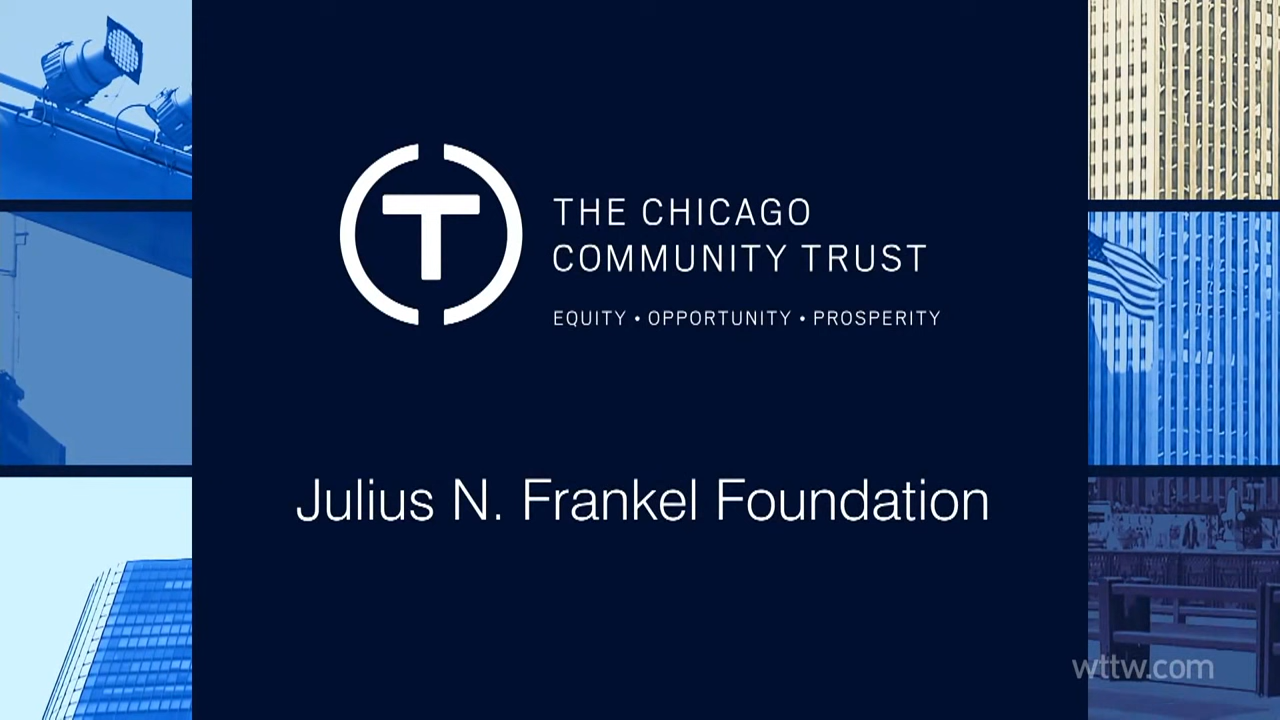 T
THE CHICAGO
COMMUNITY TRUST
EQUITY • OPPORTUNITY • PROSPERITY
Julius N. Frankel Foundation
wttw.com